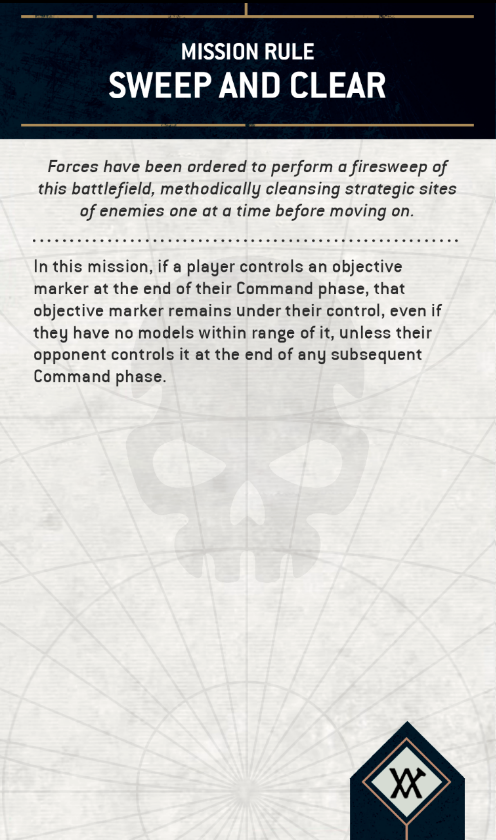 MISSION RULE
SWEEP AND CLEAR
Forces have been ordered to perform a firesweep of
this battlefield, methodically cleansing strategic sites
of enemies one at a time before moving on.
In this mission, if a player controls an objective
marker at the end of their Command phase, that
objective marker remains under their control, even if
they have no models within range of it, unless their
opponent controls it at the end of any subsequent
Command phase.